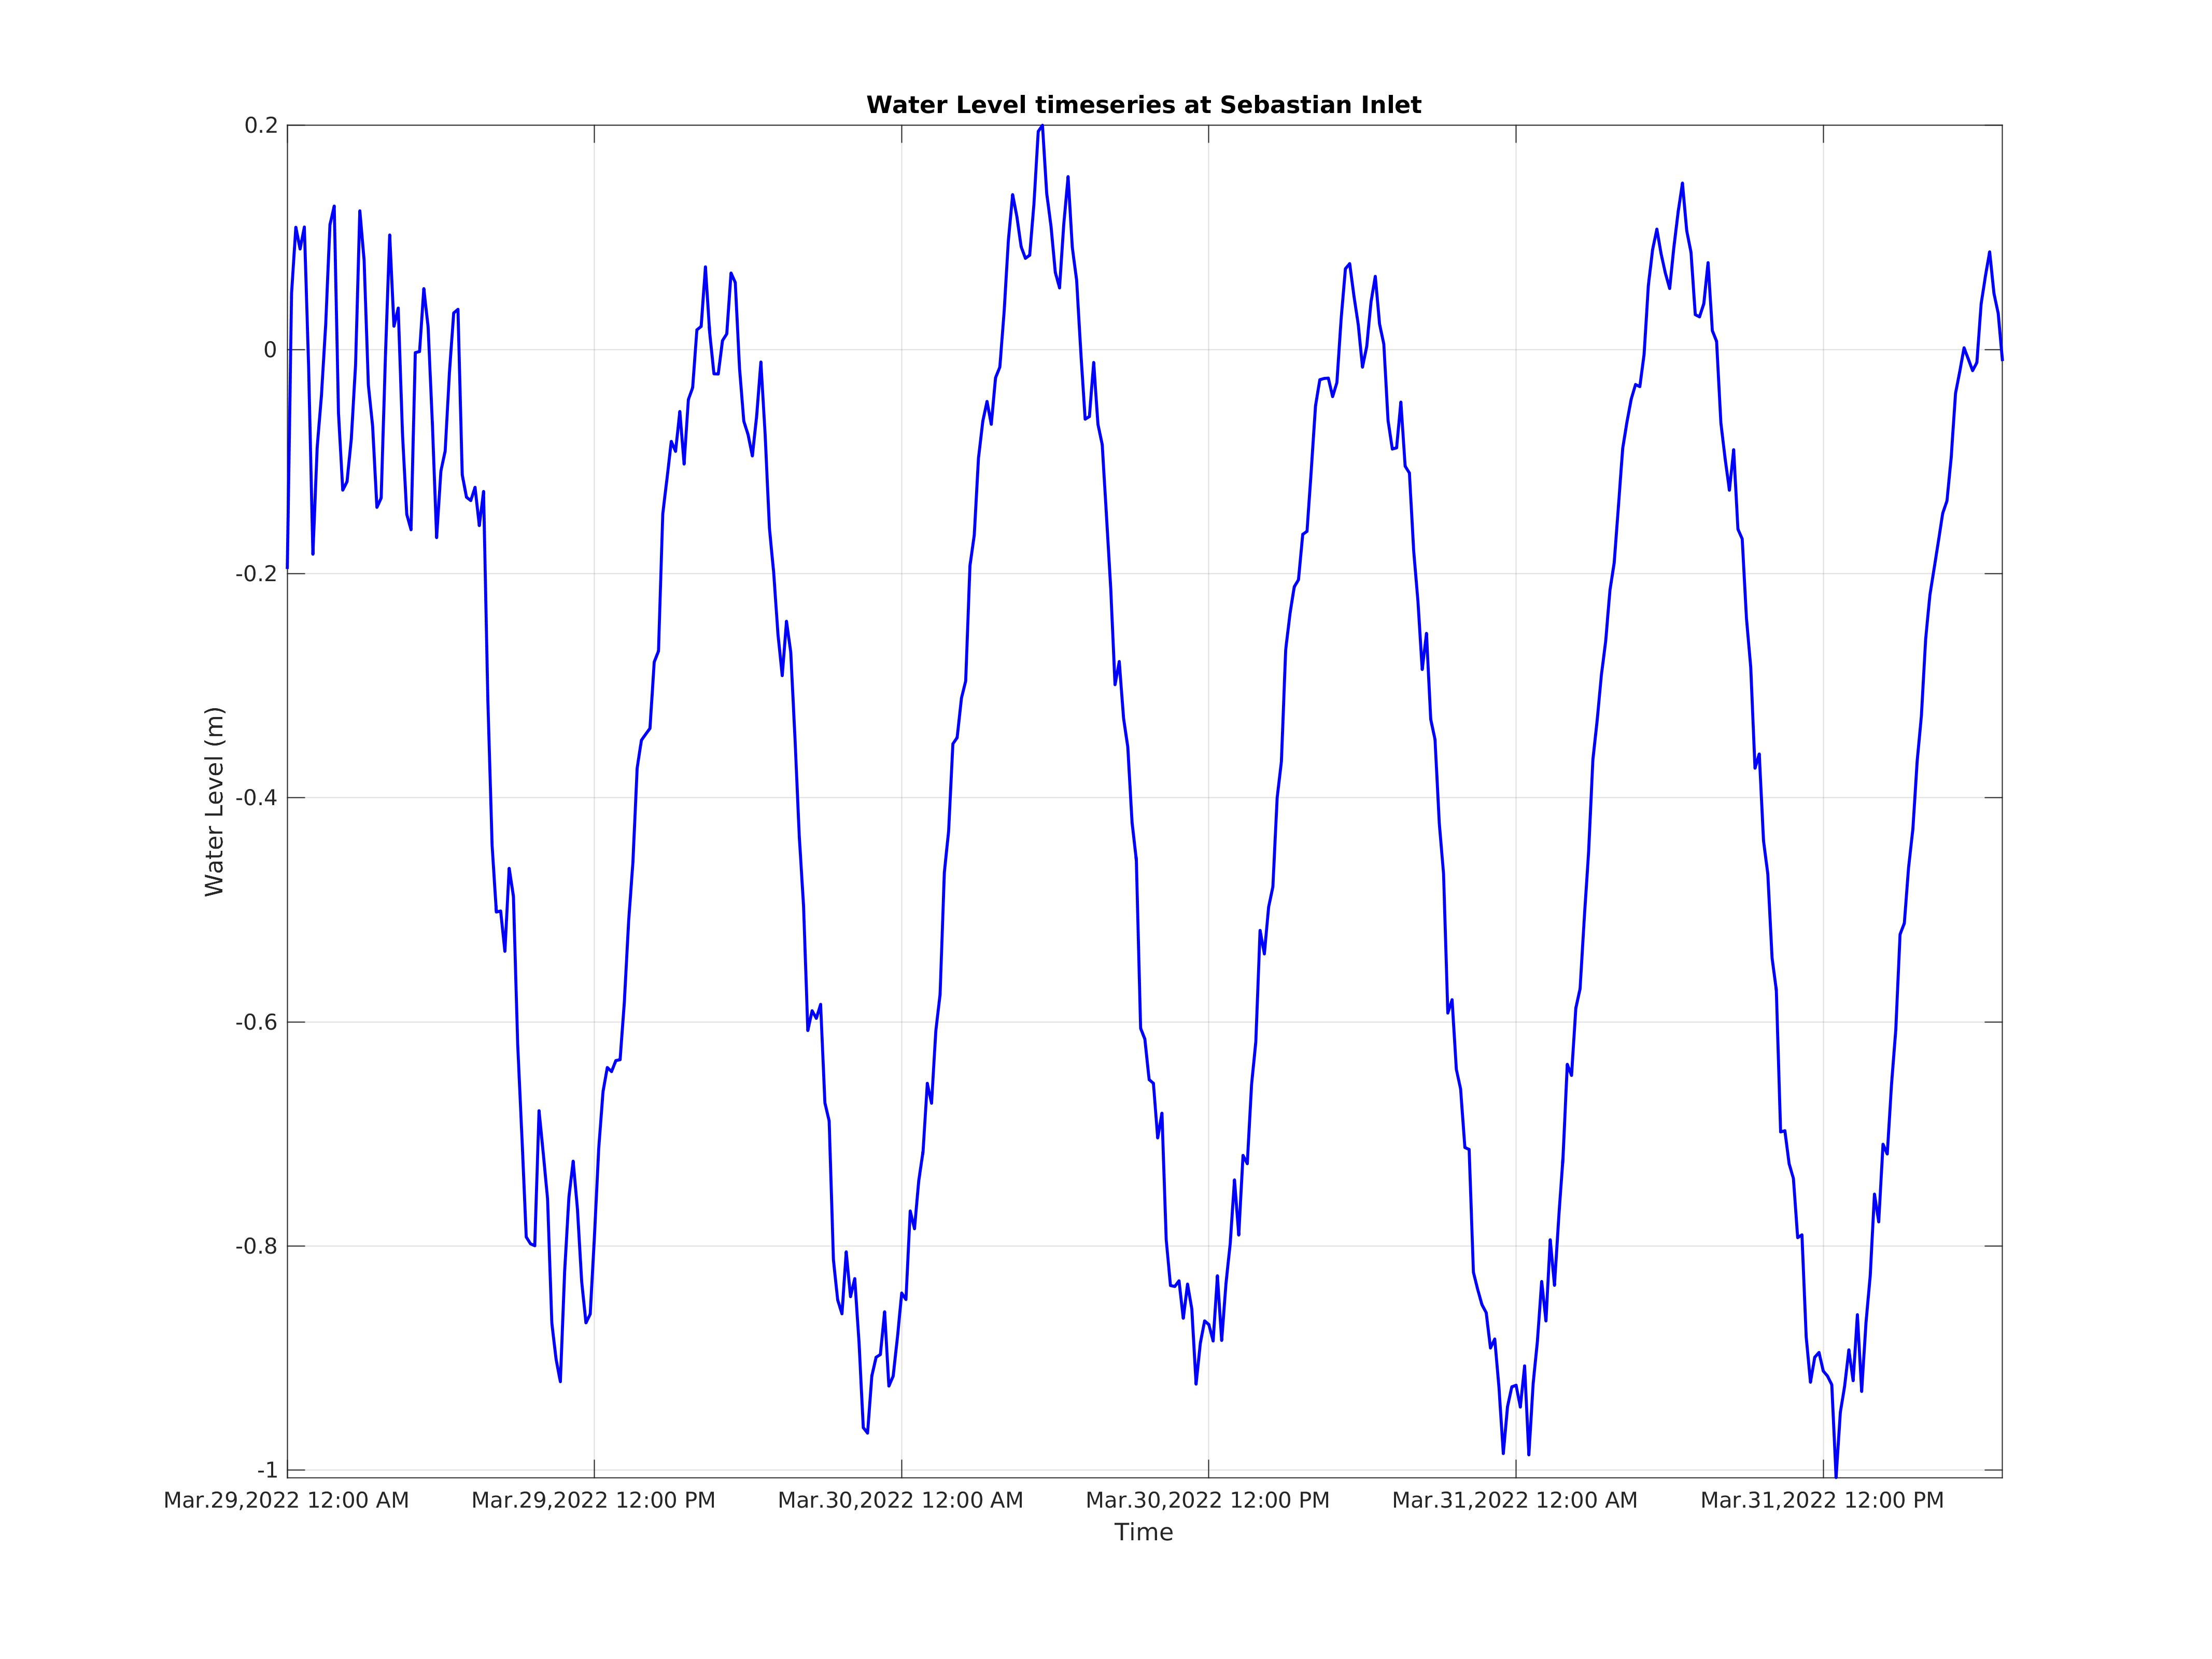 Water Level timeseries at Sebastian Inlet
0.2
0
-0.2
-0.4
-0.6
-0.8
-1
Water Level (m)
Mar.29,2022 12:00 AM
Mar.29,2022 12:00 PM
Mar.30,2022 12:00 AM
Mar.30,2022 12:00 PM
Mar.31,2022 12:00 AM
Mar.31,2022 12:00 PM
Time